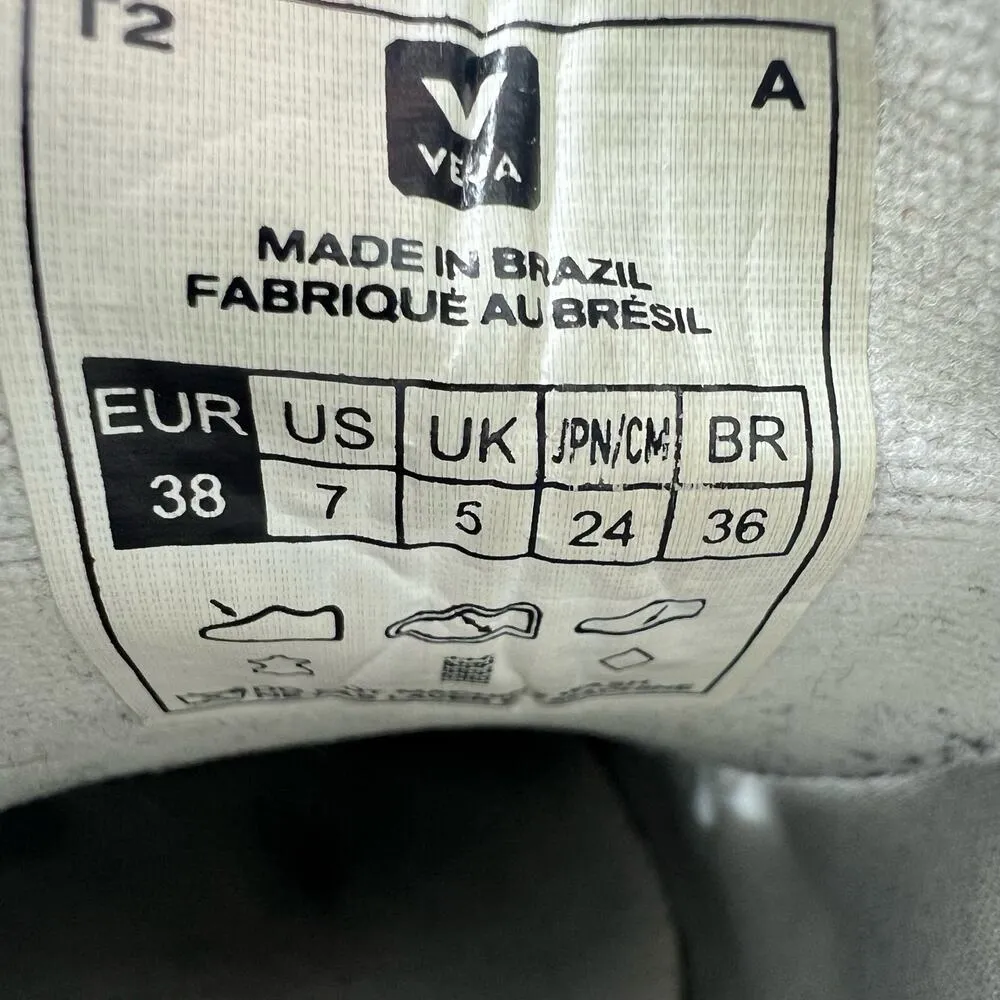 T2
A
V
VEJA
MADE IN BRAZIL
FABRIQUÉ AU BRÉSIL
EUR US UK JPN/CM BR
38 7 5 24 36